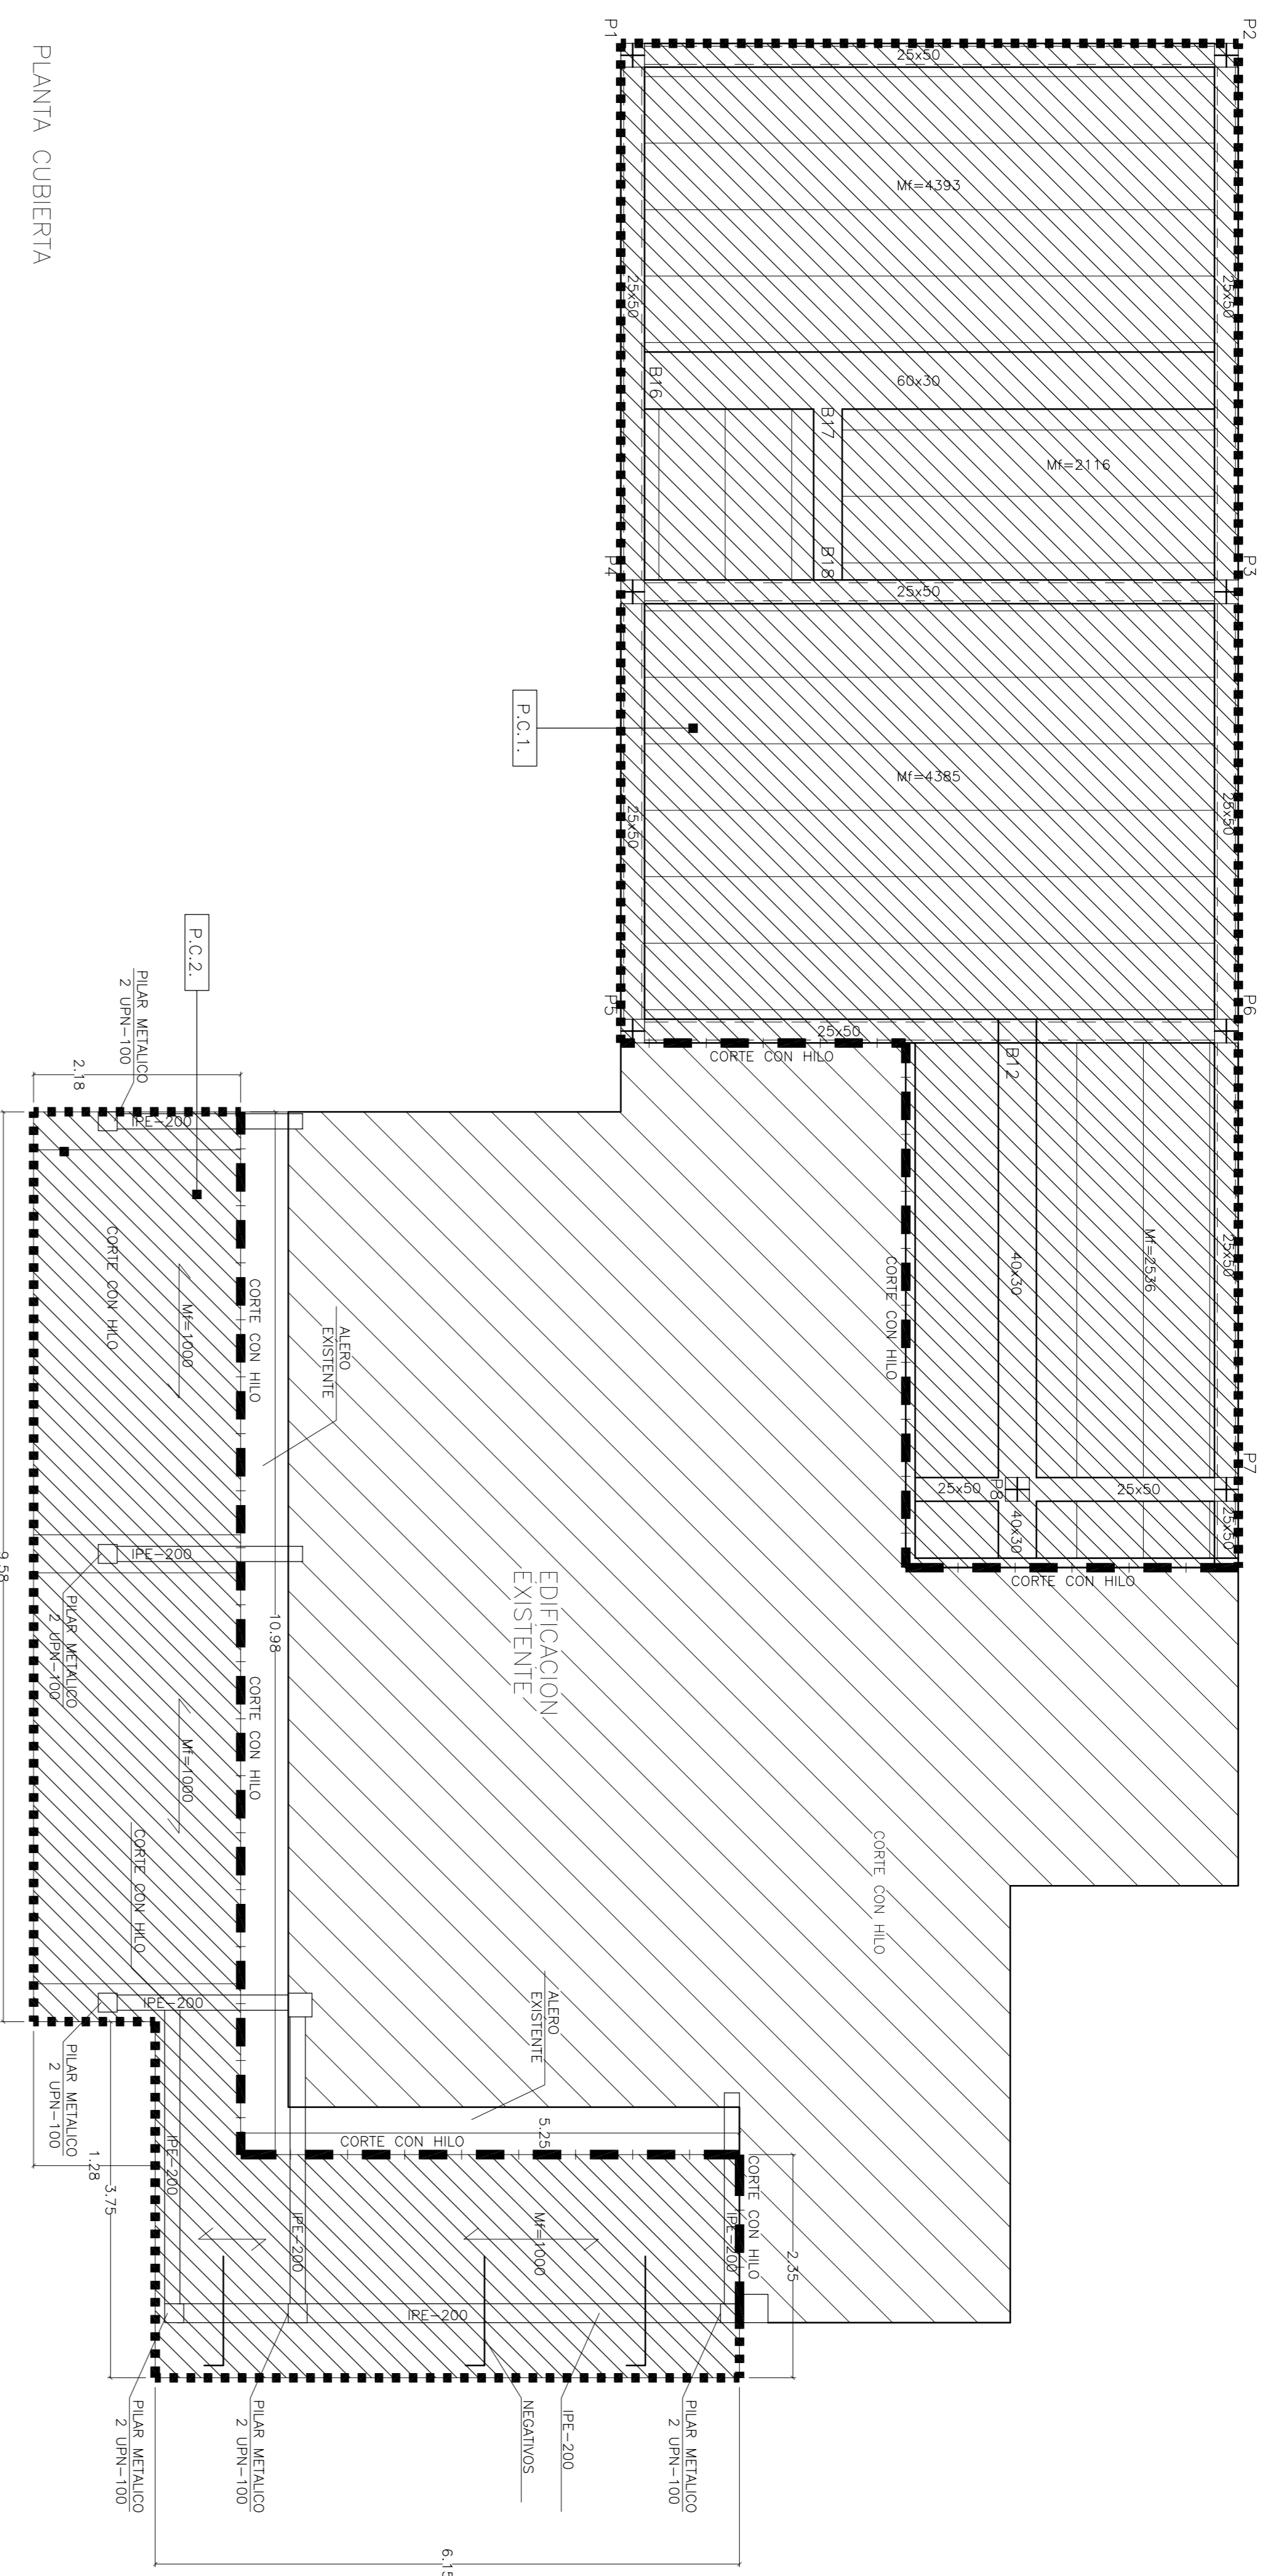 PLANTA CUBIERTA
P1
P2
25x50
Mf=4393
25x50
25x50
60x30
B16
B17
Mf=2116
B18
P4
P3
25x50
P.C.1.
Mf=4385
25x50
25x50
P5
P6
25x50
CORTE CON HILO
B12
40x30
Mf=2536
25x50
CORTE CON HILO
P7
25x50
P8
25x50
40x30
25x50
CORTE CON HILO
P.C.2.
PILAR METALICO
2 UPN-100
2.18
IPE-200
CORTE CON HILO
Mf=1000
CORTE CON HILO
ALERO
EXISTENTE
IPE-200
9.58
PILAR METALICO
2 UPN-100
10.98
EDIFICACION
EXISTENTE
CORTE CON HILO
Mf=1000
CORTE CON HILO
CORTE CON HILO
IPE-200
ALERO
EXISTENTE
PILAR METALICO
2 UPN-100
1.28
3.75
IPE-200
CORTE CON HILO
5.25
CORTE CON HILO
IPE-200
Mf=1000
IPE-200
2.35
IPE-200
PILAR METALICO
2 UPN-100
PILAR METALICO
2 UPN-100
NEGATIVOS
IPE-200
PILAR METALICO
2 UPN-100
6.15